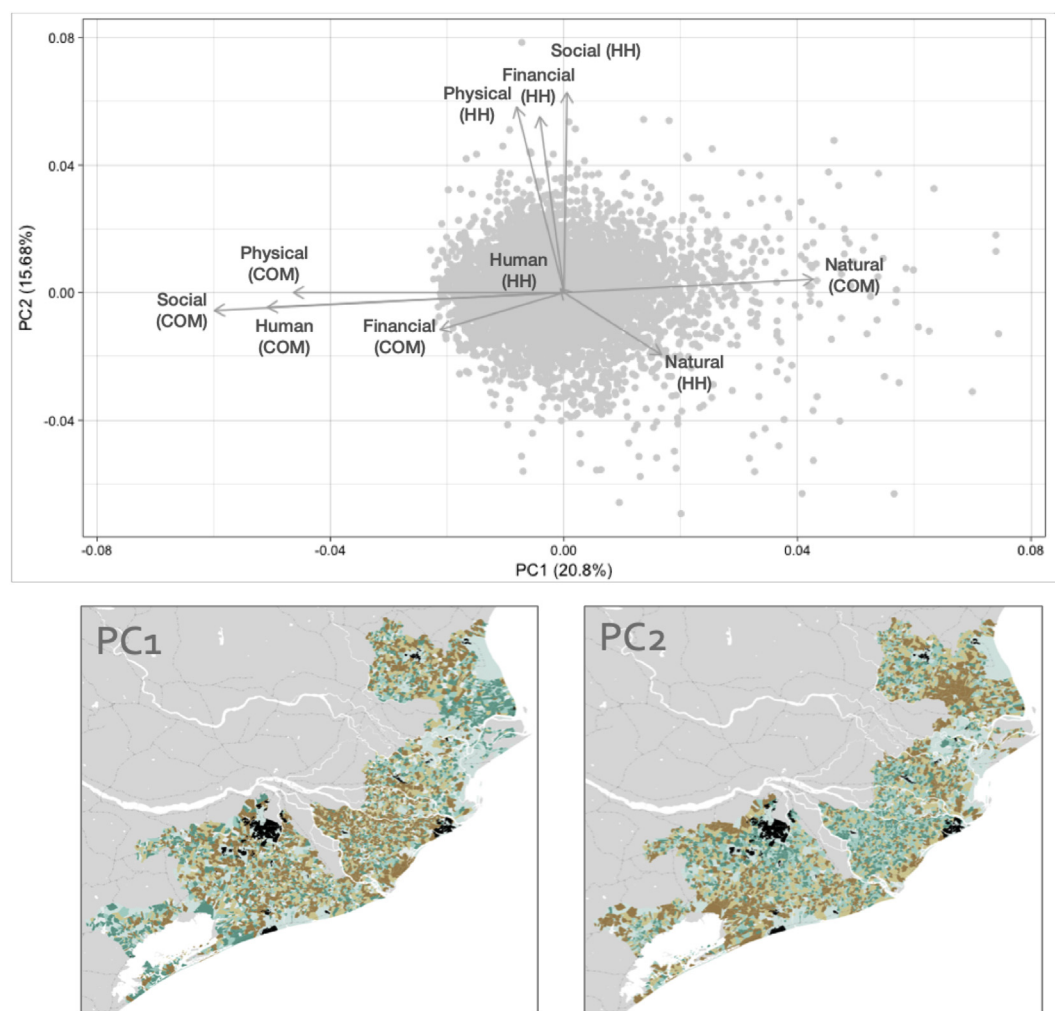 0.08
0.04
0.00
-0.04
PC2 (15.68%)
Social (HH)
Financial
(HH)
Physical
(HH)
Human
(HH)
Physical
(COM)
Social
(COM)
Human
(COM)
Financial
(COM)
Natural
(COM)
Natural
(HH)
-0.08
-0.04
0.00
0.04
0.08
PC1 (20.8%)
PC1
PC2